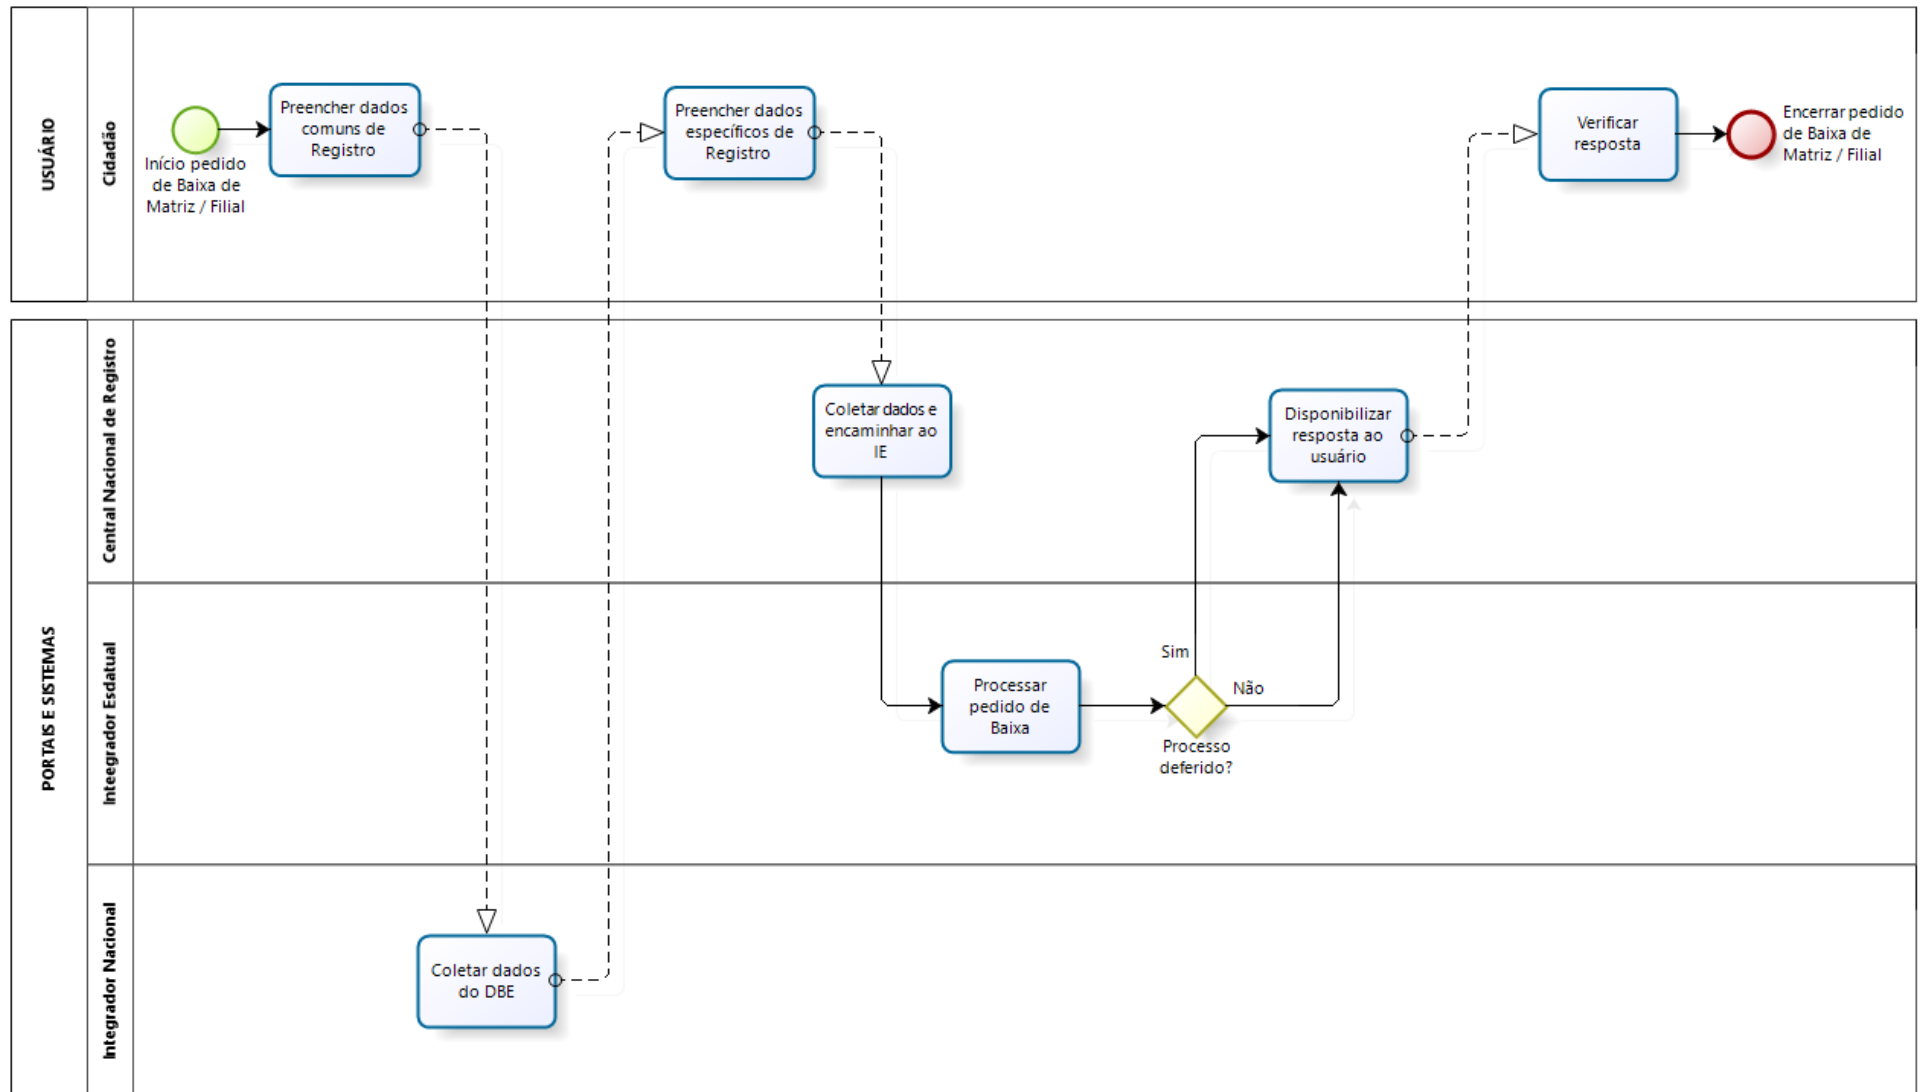 USUÁRIO
Cidadão
Início pedido
de Baixa de
Matriz / Filial
Preencher dados
comuns de
Registro
Preencher dados
específicos de
Registro
Verificar
resposta
Encerrar pedido
de Baixa de
Matriz / Filial
PORTAIS E SISTEMAS
Central Nacional de Registro
Coletar dados e
encaminhar ao
IE
Disponibilizar
resposta ao
usuário
Inteegrador Esdatual
Processar
pedido de
Baixa
Sim
Não
Processo
deferido?
Integrador Nacional
Coletar dados
do DBE